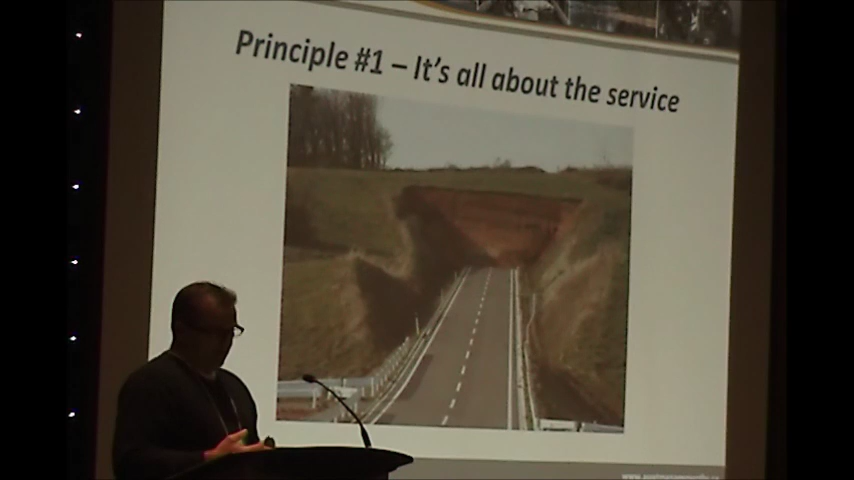 Principle #1 – It's all about the service